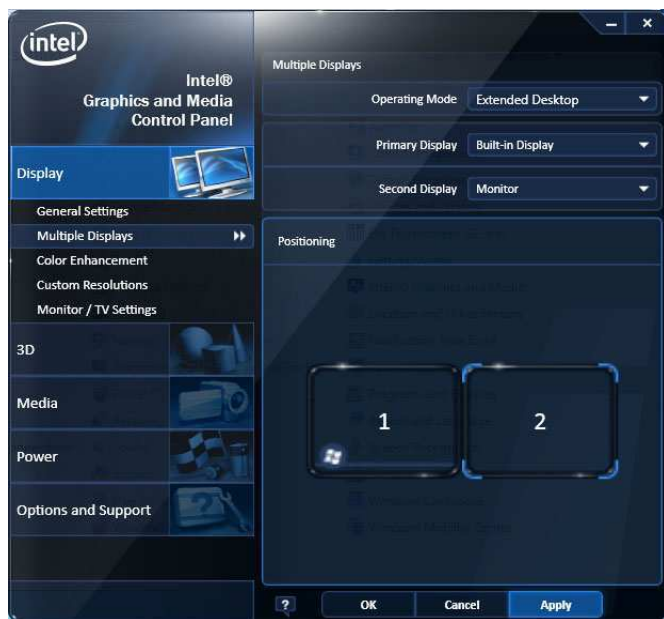 intel
Intel®
Graphics and Media
Control Panel
Display
General Settings
Multiple Displays
Color Enhancement
Custom Resolutions
Monitor / TV Settings
3D
Media
Power
Options and Support
Multiple Displays
Operating Mode Extended Desktop
Primary Display Built-in Display
Second Display Monitor
Positioning
1 2
? OK Cancel Apply